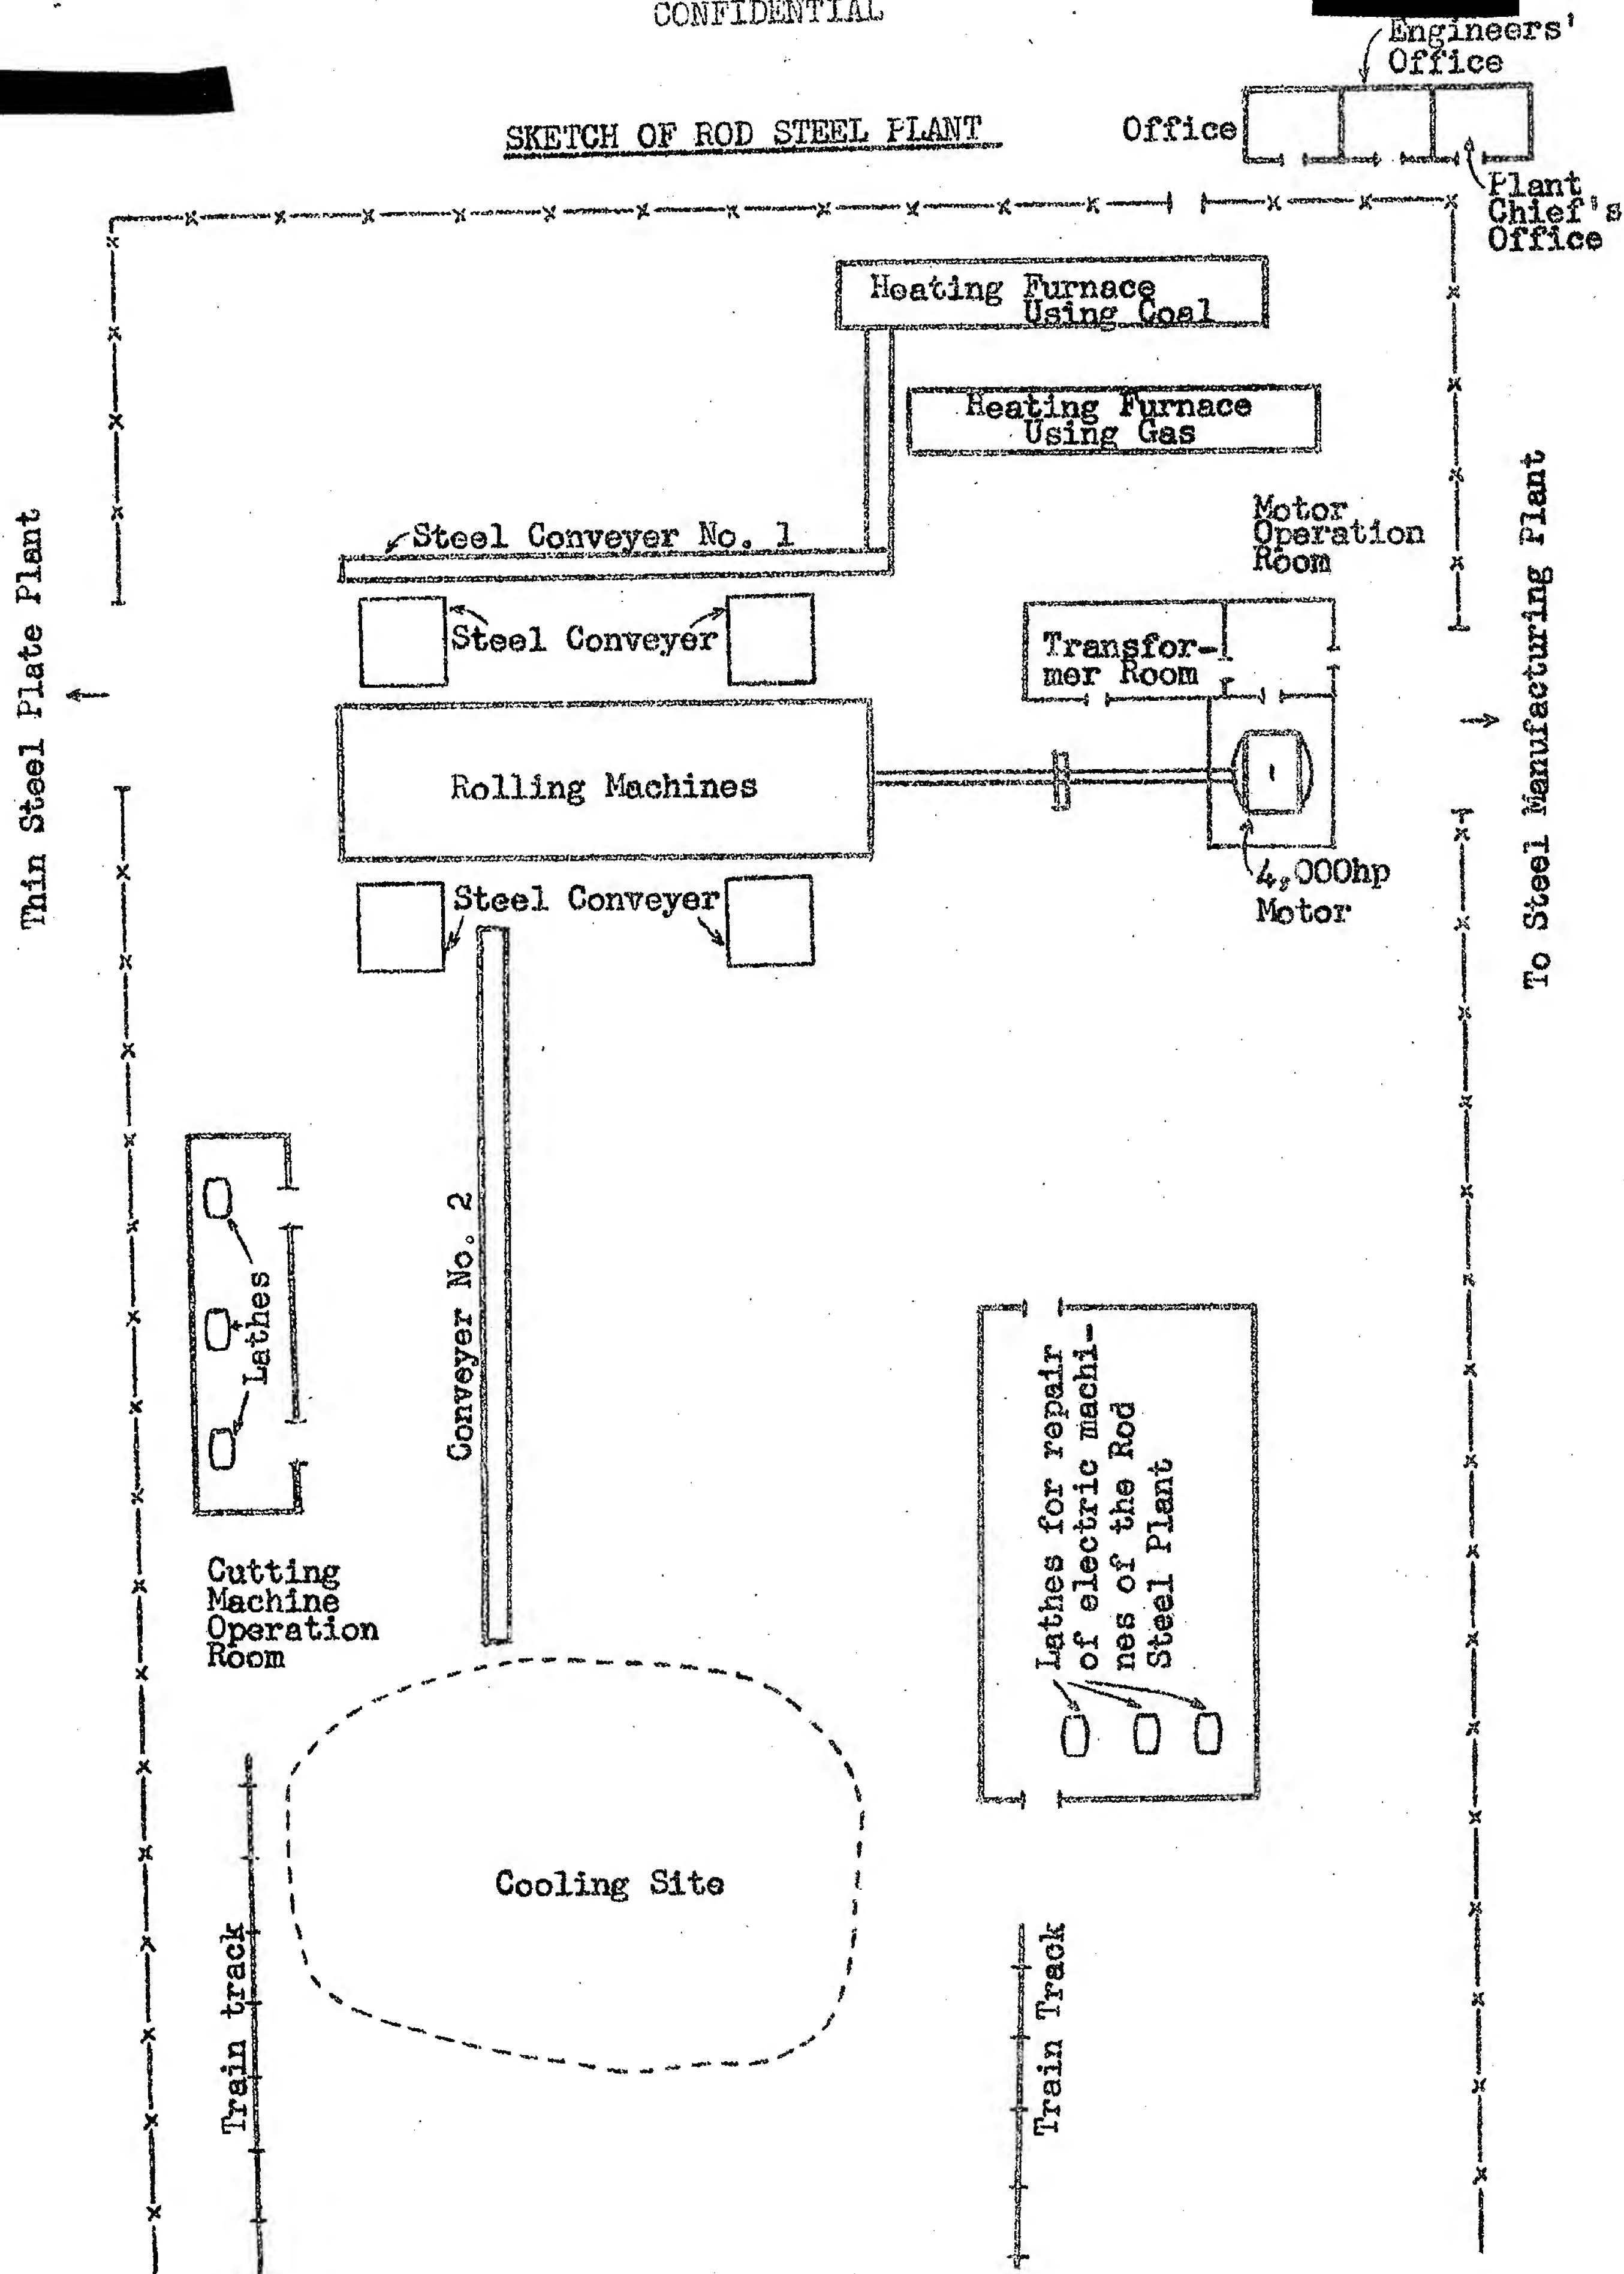 CONFIDENTIAL
Engineers'
Office
SKETCH OF ROD STEEL PLANT
Office
Plant
Chief's
Office
Heating Furnace
Using Coal
Heating Furnace
Using Gas
Steel Conveyer No. 1
Motor
Operation
Room
Thin Steel Plate Plant
To Steel Manufacturing Plant
Steel Conveyer
Transfor-
mer Room
Rolling Machines
4,000hp
Motor
Steel Conveyer
Conveyer No. 2
Lathes
Lathes for repair
of electric machi-
nes of the Rod
Steel Plant
Cutting
Machine
Operation
Room
Cooling Site
Train track
Train Track